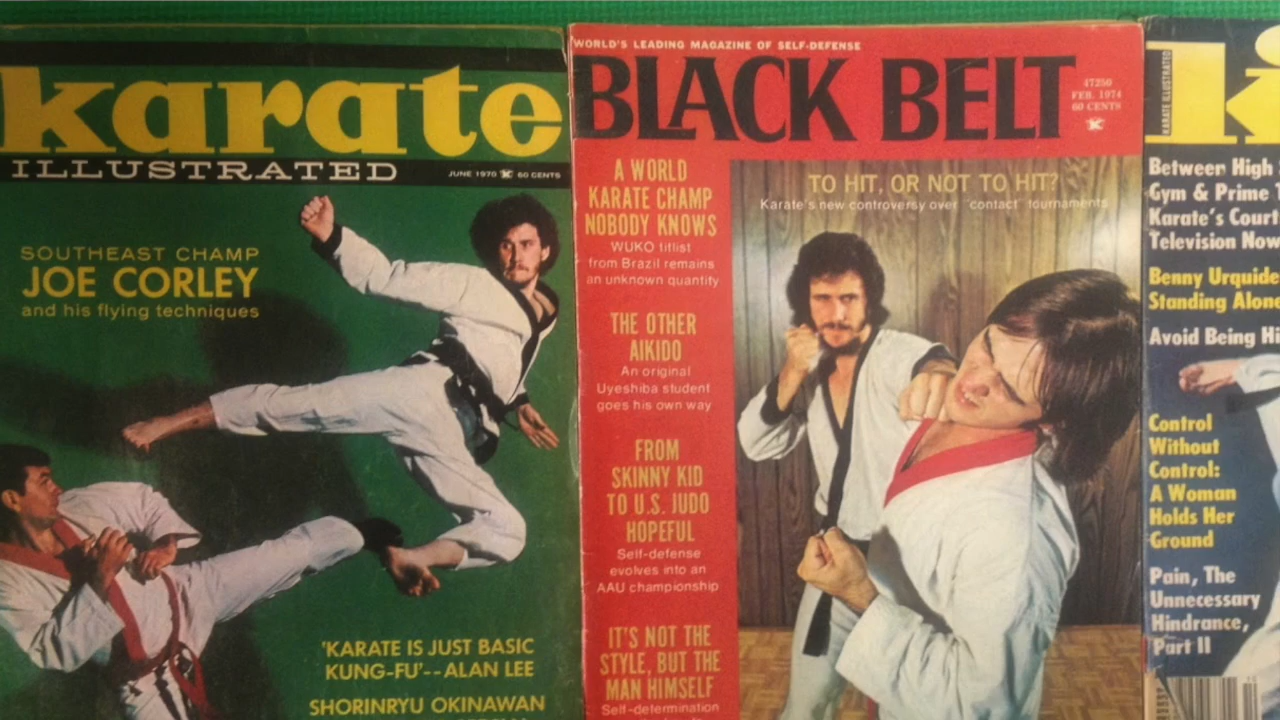 karate
ILLUSTRATED
JUNE 1970 60 CENTS
SOUTHEAST CHAMP
JOE CORLEY
and his flying techniques
'KARATE IS JUST BASIC
KUNG-FU'--ALAN LEE
SHORINRYU OKINAWAN
WORLD'S LEADING MAGAZINE OF SELF-DEFENSE
BLACK BELT
47250
FEB. 1974
60 CENTS
A WORLD
KARATE CHAMP
NOBODY KNOWS
WUKO titlist
from Brazil remains
an unknown quantity
THE OTHER
AIKIDO
An original
Uyeshiba student
goes his own way
FROM
SKINNY KID
TO U.S. JUDO
HOPEFUL
Self-defense
evolves into an
AAU championship
IT'S NOT THE
STYLE, BUT THE
MAN HIMSELF
Self-determination
TO HIT, OR NOT TO HIT?
Karate's new controversy over "contact" tournaments
KARATE ILLUSTRATED
ki
Between High
Gym & Prime
Karate's Court
Television Now
Benny Urquide
Standing Alone
Avoid Being Hi
Control
Without
Control:
A Woman
Holds Her
Ground
Pain, The
Unnecessary
Hindrance,
Part II